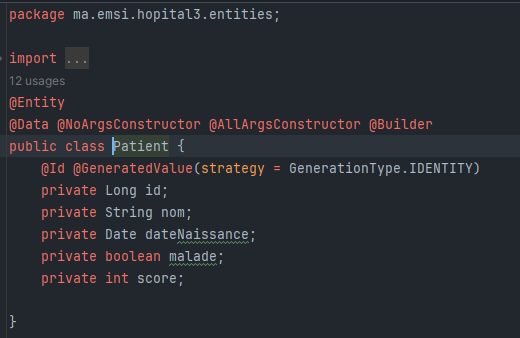 package ma.emsi.hopital3.entities;
import ...
12 usages
@Entity
@Data @NoArgsConstructor @AllArgsConstructor @Builder
public class Patient {
@Id @GeneratedValue(strategy = GenerationType.IDENTITY)
private Long id;
private String nom;
private Date dateNaissance;
private boolean malade;
private int score;
}